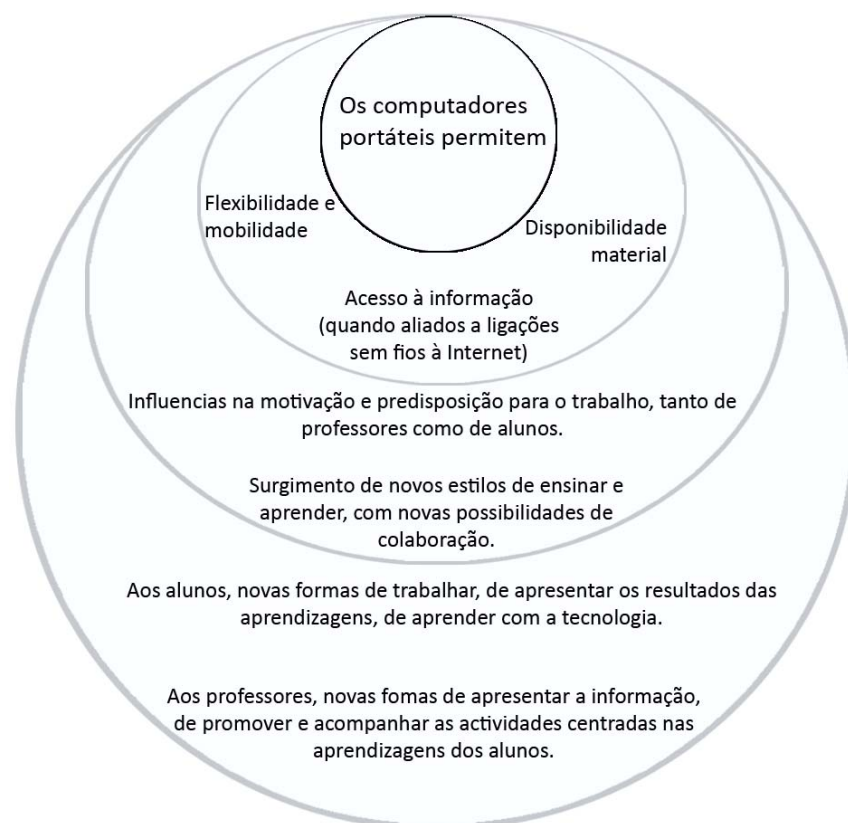 Os computadores
portáteis permitem
Flexibilidade e
mobilidade
Disponibilidade
material
Acesso à informação
(quando aliados a ligações
sem fios à Internet)
Influencias na motivação e predisposição para o trabalho, tanto de
professores como de alunos.
Surgimento de novos estilos de ensinar e
aprender, com novas possibilidades de
colaboração.
Aos alunos, novas formas de trabalhar, de apresentar os resultados das
aprendizagens, de aprender com a tecnologia.
Aos professores, novas fomas de apresentar a informação,
de promover e acompanhar as actividades centradas nas
aprendizagens dos alunos.